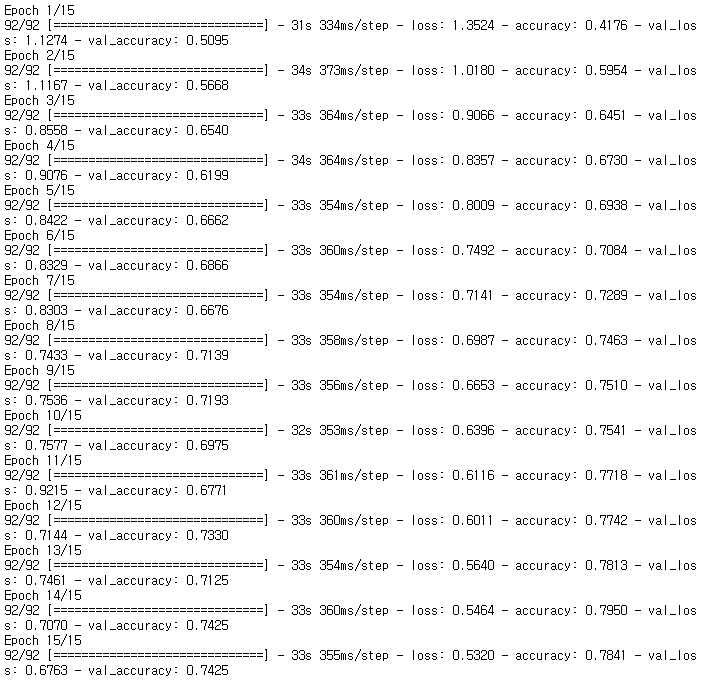 Epoch 1/15
92/92 [==============================] - 31s 334ms/step - loss: 1.3524 - accuracy: 0.4176 - val_los
s: 1.1274 - val_accuracy: 0.5095
Epoch 2/15
92/92 [==============================] - 34s 373ms/step - loss: 1.0180 - accuracy: 0.5954 - val_los
s: 1.1167 - val_accuracy: 0.5668
Epoch 3/15
92/92 [==============================] - 33s 364ms/step - loss: 0.9066 - accuracy: 0.6451 - val_los
s: 0.8558 - val_accuracy: 0.6540
Epoch 4/15
92/92 [==============================] - 34s 364ms/step - loss: 0.8357 - accuracy: 0.6730 - val_los
s: 0.9076 - val_accuracy: 0.6199
Epoch 5/15
92/92 [==============================] - 33s 354ms/step - loss: 0.8009 - accuracy: 0.6938 - val_los
s: 0.8422 - val_accuracy: 0.6662
Epoch 6/15
92/92 [==============================] - 33s 360ms/step - loss: 0.7492 - accuracy: 0.7084 - val_los
s: 0.8329 - val_accuracy: 0.6866
Epoch 7/15
92/92 [==============================] - 33s 354ms/step - loss: 0.7141 - accuracy: 0.7289 - val_los
s: 0.8303 - val_accuracy: 0.6676
Epoch 8/15
92/92 [==============================] - 33s 358ms/step - loss: 0.6987 - accuracy: 0.7463 - val_los
s: 0.7433 - val_accuracy: 0.7139
Epoch 9/15
92/92 [==============================] - 33s 356ms/step - loss: 0.6653 - accuracy: 0.7510 - val_los
s: 0.7536 - val_accuracy: 0.7193
Epoch 10/15
92/92 [==============================] - 32s 353ms/step - loss: 0.6396 - accuracy: 0.7541 - val_los
s: 0.7577 - val_accuracy: 0.6975
Epoch 11/15
92/92 [==============================] - 33s 361ms/step - loss: 0.6116 - accuracy: 0.7718 - val_los
s: 0.9215 - val_accuracy: 0.6771
Epoch 12/15
92/92 [==============================] - 33s 360ms/step - loss: 0.6011 - accuracy: 0.7742 - val_los
s: 0.7144 - val_accuracy: 0.7330
Epoch 13/15
92/92 [==============================] - 33s 354ms/step - loss: 0.5640 - accuracy: 0.7813 - val_los
s: 0.7461 - val_accuracy: 0.7125
Epoch 14/15
92/92 [==============================] - 33s 360ms/step - loss: 0.5464 - accuracy: 0.7950 - val_los
s: 0.7070 - val_accuracy: 0.7425
Epoch 15/15
92/92 [==============================] - 33s 355ms/step - loss: 0.5320 - accuracy: 0.7841 - val_los
s: 0.6763 - val_accuracy: 0.7425